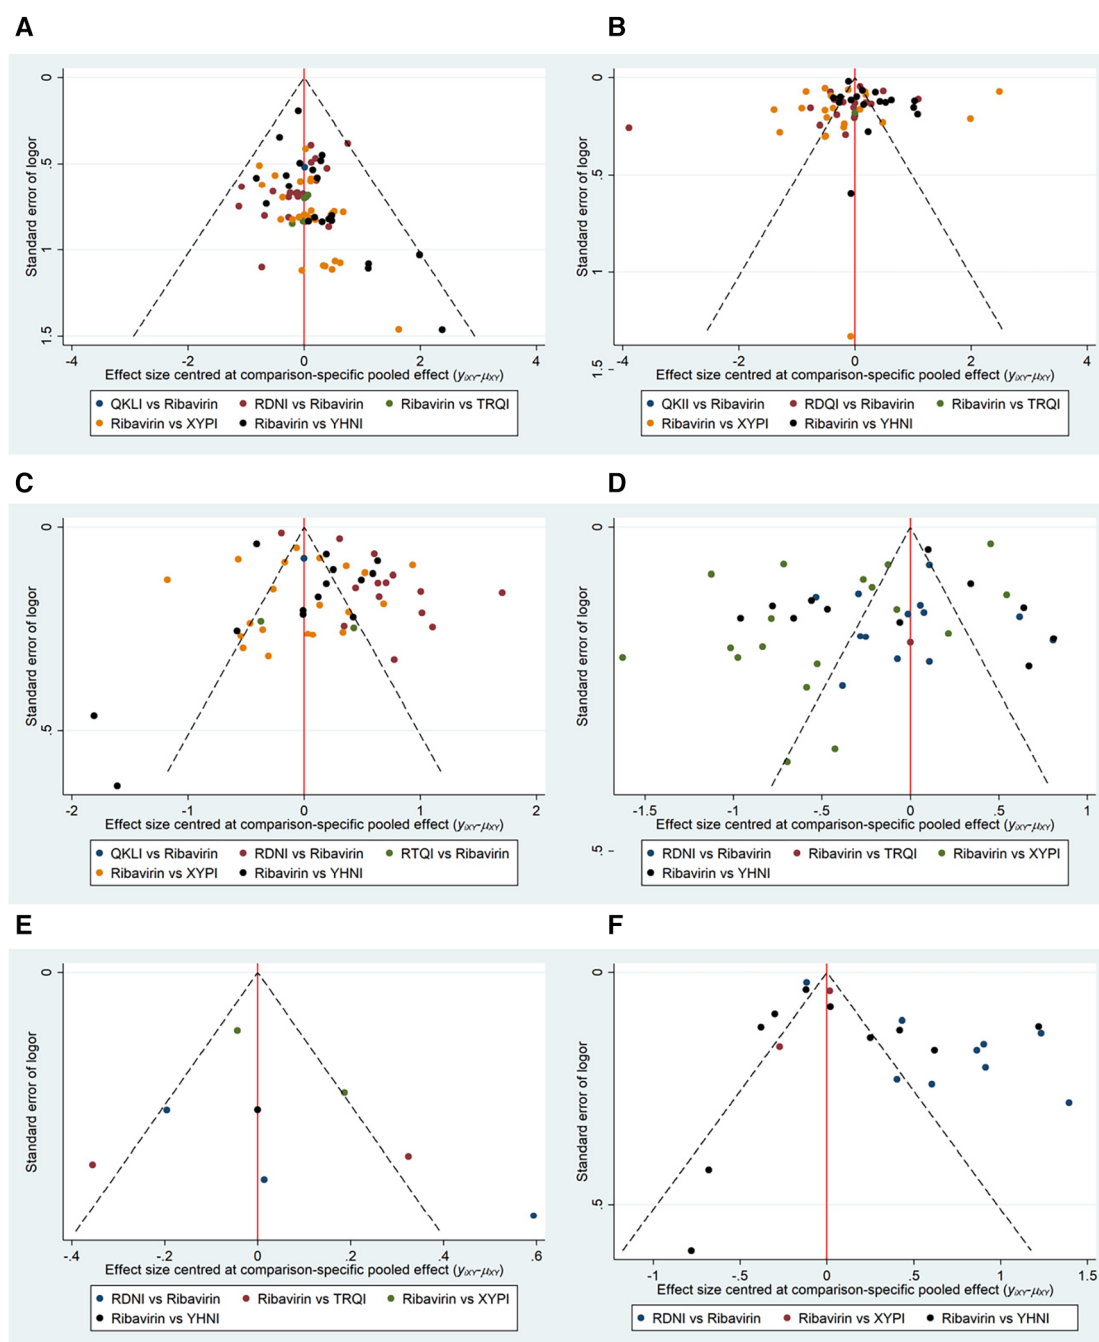 A
B
0
.5
1
1.5
Standard error of logor
-4
-2
0
2
4
Effect size centred at comparison-specific pooled effect (yiXY-μXY)
QKLI vs Ribavirin
RDNI vs Ribavirin
Ribavirin vs TRQI
Ribavirin vs XYPI
Ribavirin vs YHNI
0
.5
1
1.5
Standard error of logor
-4
-2
0
2
4
Effect size centred at comparison-specific pooled effect (yiXY-μXY)
QKII vs Ribavirin
RDQI vs Ribavirin
Ribavirin vs TRQI
Ribavirin vs XYPI
Ribavirin vs YHNI
C
D
0
.5
Standard error of logor
-2
-1
0
1
2
Effect size centred at comparison-specific pooled effect (yiXY-μXY)
QKLI vs Ribavirin
RDNI vs Ribavirin
RTQI vs Ribavirin
Ribavirin vs XYPI
Ribavirin vs YHNI
0
.5
Standard error of logor
-1.5
-1
-.5
0
.5
1
Effect size centred at comparison-specific pooled effect (yiXY-μXY)
RDNI vs Ribavirin
Ribavirin vs TRQI
Ribavirin vs XYPI
Ribavirin vs YHNI
E
F
0
Standard error of logor
-.4
-.2
0
.2
.4
.6
Effect size centred at comparison-specific pooled effect (yiXY-μXY)
RDNI vs Ribavirin
Ribavirin vs TRQI
Ribavirin vs XYPI
Ribavirin vs YHNI
0
.5
Standard error of logor
-1
-.5
0
.5
1
1.5
Effect size centred at comparison-specific pooled effect (yiXY-μXY)
RDNI vs Ribavirin
Ribavirin vs XYPI
Ribavirin vs YHNI